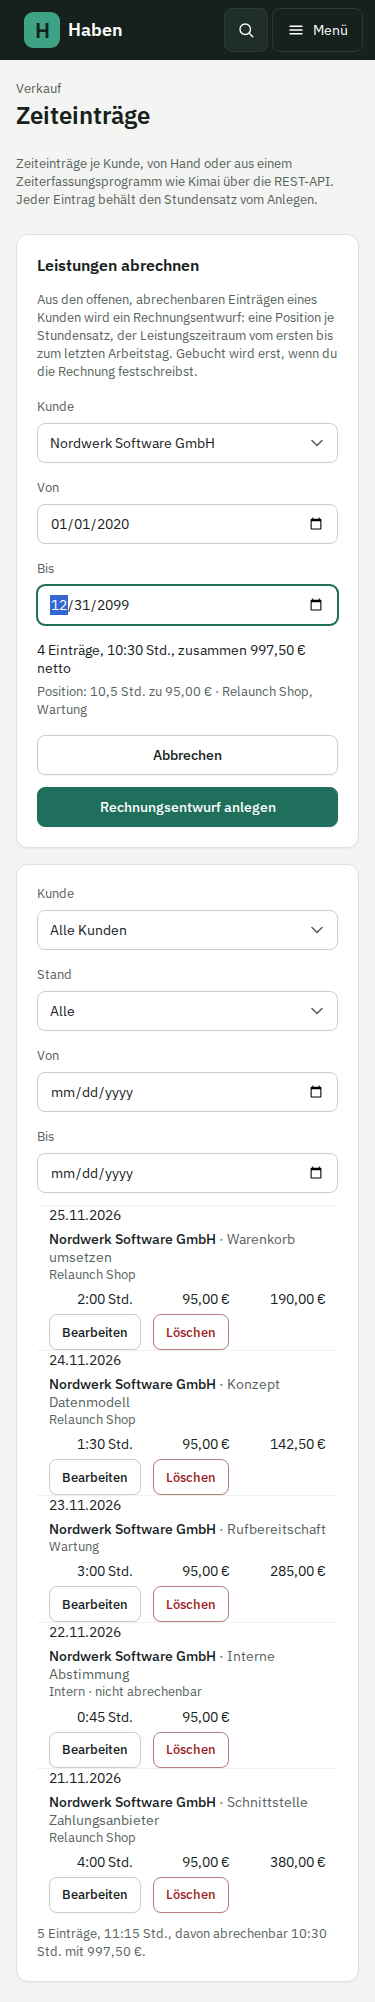 H Haben
Menü
Verkauf
Zeiteinträge
Zeiteinträge je Kunde, von Hand oder aus einem
Zeiterfassungsprogramm wie Kimai über die REST-API.
Jeder Eintrag behält den Stundensatz vom Anlegen.
Leistungen abrechnen
Aus den offenen, abrechenbaren Einträgen eines
Kunden wird ein Rechnungsentwurf: eine Position je
Stundensatz, der Leistungszeitraum vom ersten bis
zum letzten Arbeitstag. Gebucht wird erst, wenn du
die Rechnung festschreibst.
Kunde
Nordwerk Software GmbH
Von
01/01/2020
Bis
12/31/2099
4 Einträge, 10:30 Std., zusammen 997,50 €
netto
Position: 10,5 Std. zu 95,00 € · Relaunch Shop,
Wartung
Abbrechen
Rechnungsentwurf anlegen
Kunde
Alle Kunden
Stand
Alle
Von
mm/dd/yyyy
Bis
mm/dd/yyyy
25.11.2026
Nordwerk Software GmbH · Warenkorb
umsetzen
Relaunch Shop
2:00 Std. 95,00 € 190,00 €
Bearbeiten Löschen
24.11.2026
Nordwerk Software GmbH · Konzept
Datenmodell
Relaunch Shop
1:30 Std. 95,00 € 142,50 €
Bearbeiten Löschen
23.11.2026
Nordwerk Software GmbH · Rufbereitschaft
Wartung
3:00 Std. 95,00 € 285,00 €
Bearbeiten Löschen
22.11.2026
Nordwerk Software GmbH · Interne
Abstimmung
Intern · nicht abrechenbar
0:45 Std. 95,00 €
Bearbeiten Löschen
21.11.2026
Nordwerk Software GmbH · Schnittstelle
Zahlungsanbieter
Relaunch Shop
4:00 Std. 95,00 € 380,00 €
Bearbeiten Löschen
5 Einträge, 11:15 Std., davon abrechenbar 10:30
Std. mit 997,50 €.